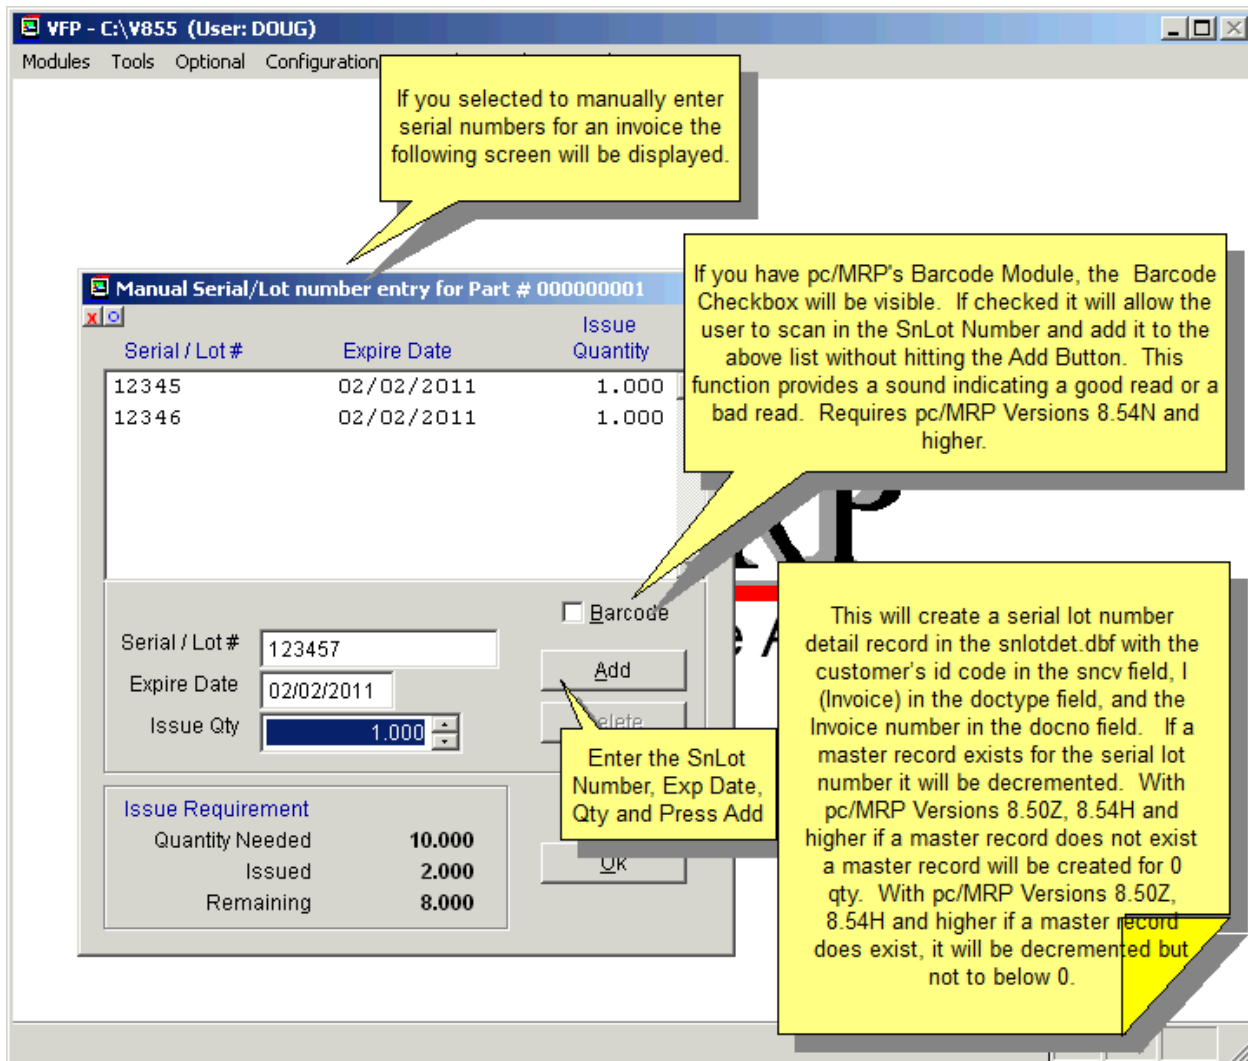 VFP - C:\V855 (User: DOUG)
Modules Tools Optional Configuration
If you selected to manually enter
serial numbers for an invoice the
following screen will be displayed.
Manual Serial/Lot number entry for Part # 000000001
Issue
Serial / Lot # Expire Date Quantity
12345 02/02/2011 1.000
12346 02/02/2011 1.000
If you have pc/MRP's Barcode Module, the Barcode
Checkbox will be visible. If checked it will allow the
user to scan in the SnLot Number and add it to the
above list without hitting the Add Button. This
function provides a sound indicating a good read or a
bad read. Requires pc/MRP Versions 8.54N and
higher.
Barcode
Serial / Lot # 123457
Add
Expire Date 02/02/2011
Issue Qty 1.000
Enter the SnLot
Number, Exp Date,
Qty and Press Add
Issue Requirement
Quantity Needed 10.000
Issued 2.000
Remaining 8.000
Ok
This will create a serial lot number
detail record in the snlotdet.dbf with the
customer's id code in the sncv field, I
(Invoice) in the doctype field, and the
Invoice number in the docno field. If a
master record exists for the serial lot
number it will be decremented. With
pc/MRP Versions 8.50Z, 8.54H and
higher if a master record does not exist
a master record will be created for 0
qty. With pc/MRP Versions 8.50Z,
8.54H and higher if a master record
does exist, it will be decremented but
not to below 0.